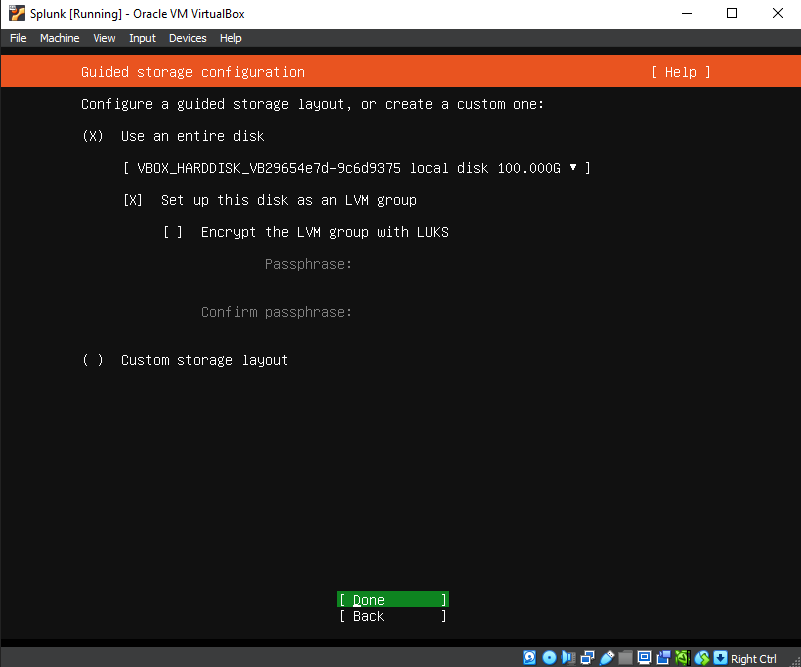 Splunk [Running] - Oracle VM VirtualBox
File Machine View Input Devices Help
Guided storage configuration [ Help ]
Configure a guided storage layout, or create a custom one:
(X) Use an entire disk
[ VBOX_HARDDISK_VB29654e7d-9c6d9375 local disk 100.000G ▾ ]
[X] Set up this disk as an LVM group
[ ] Encrypt the LVM group with LUKS
Passphrase:
Confirm passphrase:
( ) Custom storage layout
[ Done ]
[ Back ]
Right Ctrl